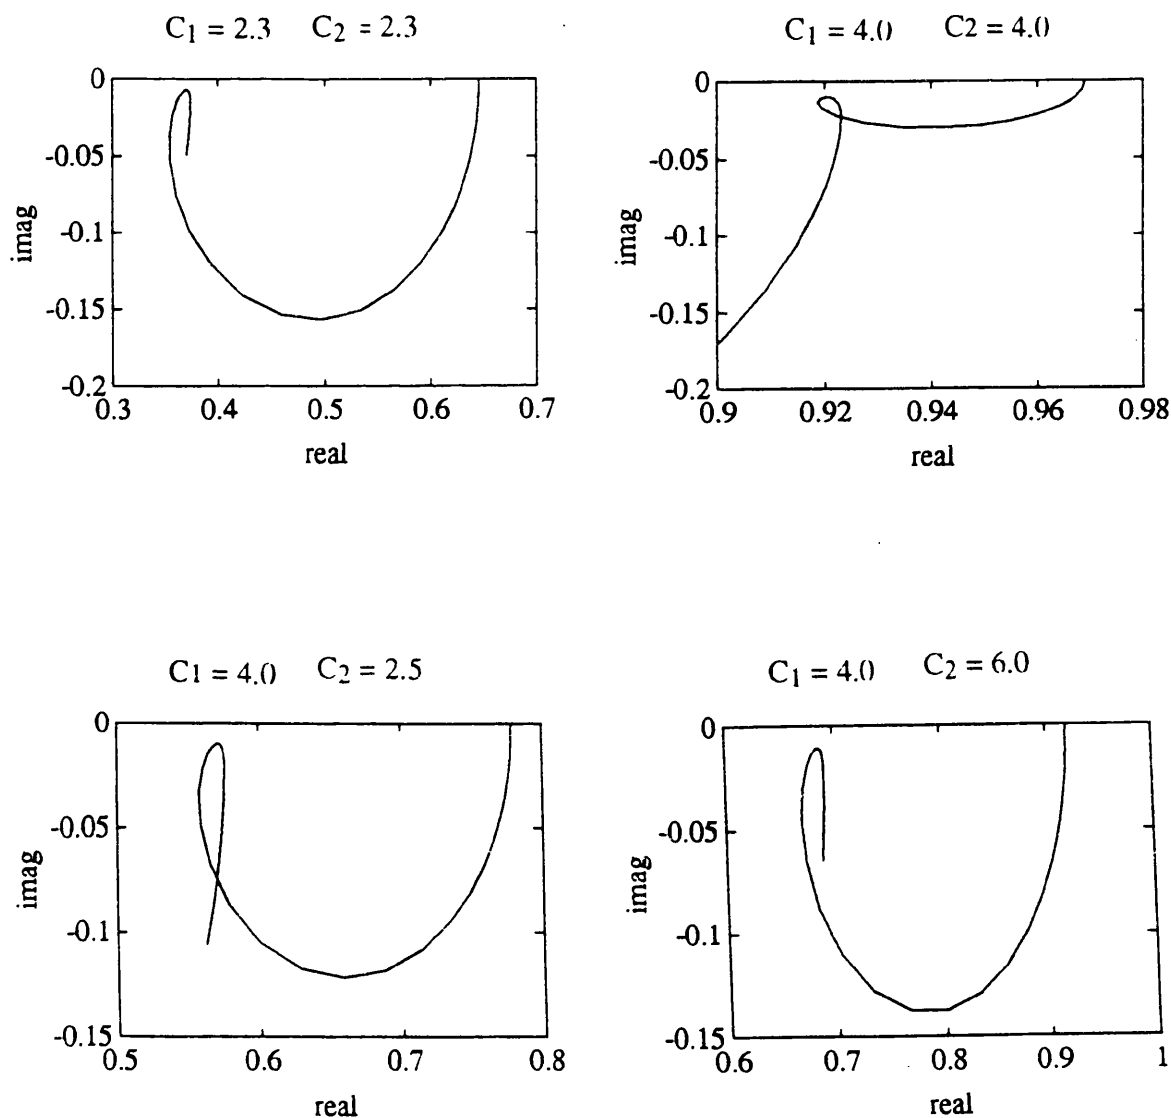 C1 = 2.3 C2 = 2.3
0
-0.05
-0.1
-0.15
-0.2
imag
0.3 0.4 0.5 0.6 0.7
real
C1 = 4.0 C2 = 4.0
0
-0.05
-0.1
-0.15
-0.2
imag
0.9 0.92 0.94 0.96 0.98
real
C1 = 4.0 C2 = 2.5
0
-0.05
-0.1
-0.15
imag
0.5 0.6 0.7 0.8
real
C1 = 4.0 C2 = 6.0
0
-0.05
-0.1
-0.15
imag
0.6 0.7 0.8 0.9 1
real